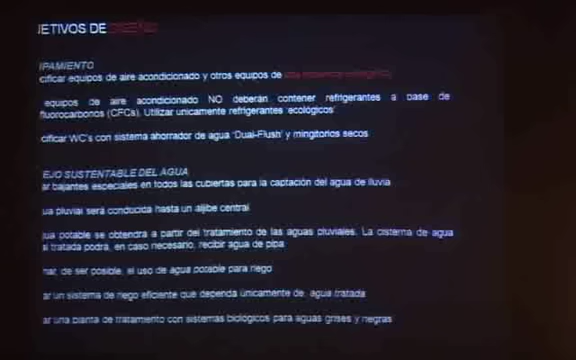 JETIVOS DE DISEÑO
IPAMIENTO
cificar equipos de aire acondicionado y otros equipos de
equipos de aire acondicionado NO deberán contener refrigerantes a base de
fluorocarbonos (CFCs). Utilizar unicamente refrigerantes 'ecológicos'
cificar WC's con sistema ahorrador de agua 'Dual-Flush' y mingitorios secos
EJO SUSTENTABLE DEL AGUA
ar bajantes especiales en todos las cubiertas para la captación del agua de lluvia
ua pluvial será conducida hasta un aljibe central
ua potable se obtendrá a partir del tratamiento de las aguas pluviales. La cisterna de agua
l tratada podrá, en caso necesario, recibir agua de pipa
nar, de ser posible, el uso de agua potable para riego
ar un sistema de riego eficiente que dependa únicamente de agua tratada
ar una planta de tratamiento con sistemas biológicos para aguas grises y negras